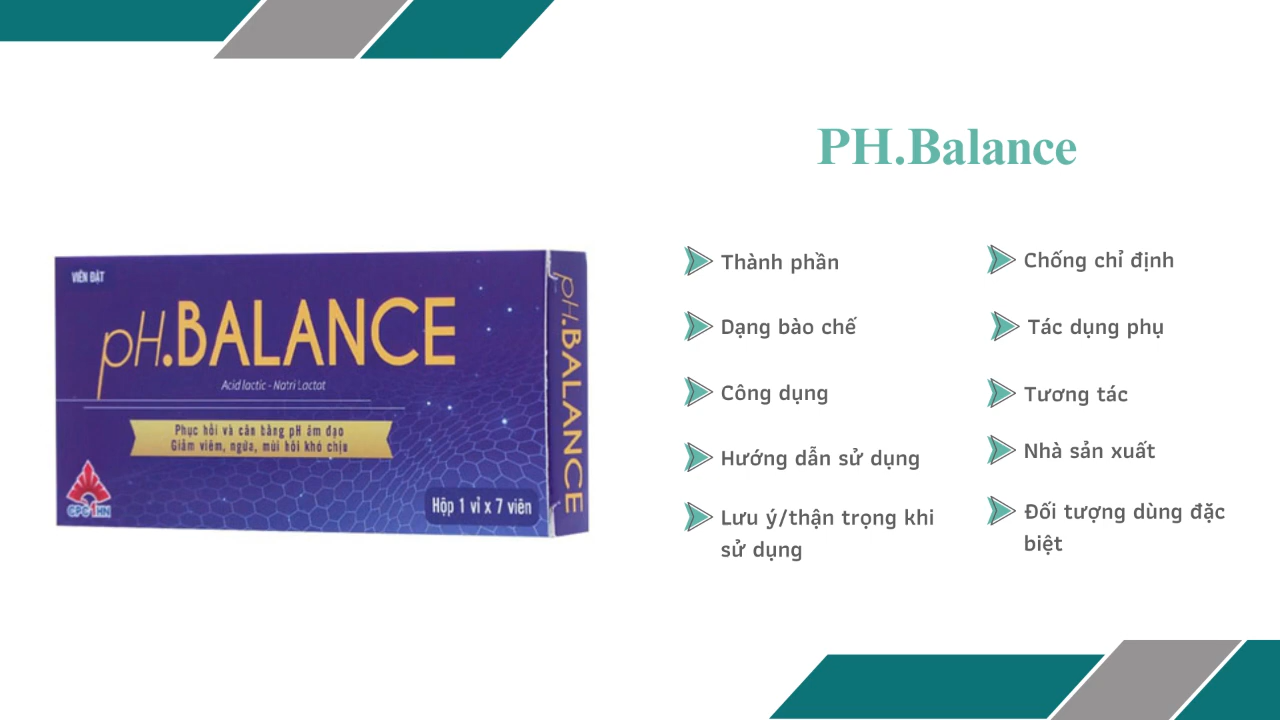 VIÊN ĐẶT
pH.BALANCE
Acid lactic - Natri Lactat
Phục hồi và cân bằng pH âm đạo
Giảm viêm, ngứa, mùi hôi khó chịu
CPC1HN
Hộp 1 vỉ x 7 viên
pH.BALANCE
PH.Balance
Thành phần
Dạng bào chế
Công dụng
Hướng dẫn sử dụng
Lưu ý/thận trọng khi
sử dụng
Chống chỉ định
Tác dụng phụ
Tương tác
Nhà sản xuất
Đối tượng dùng đặc
biệt